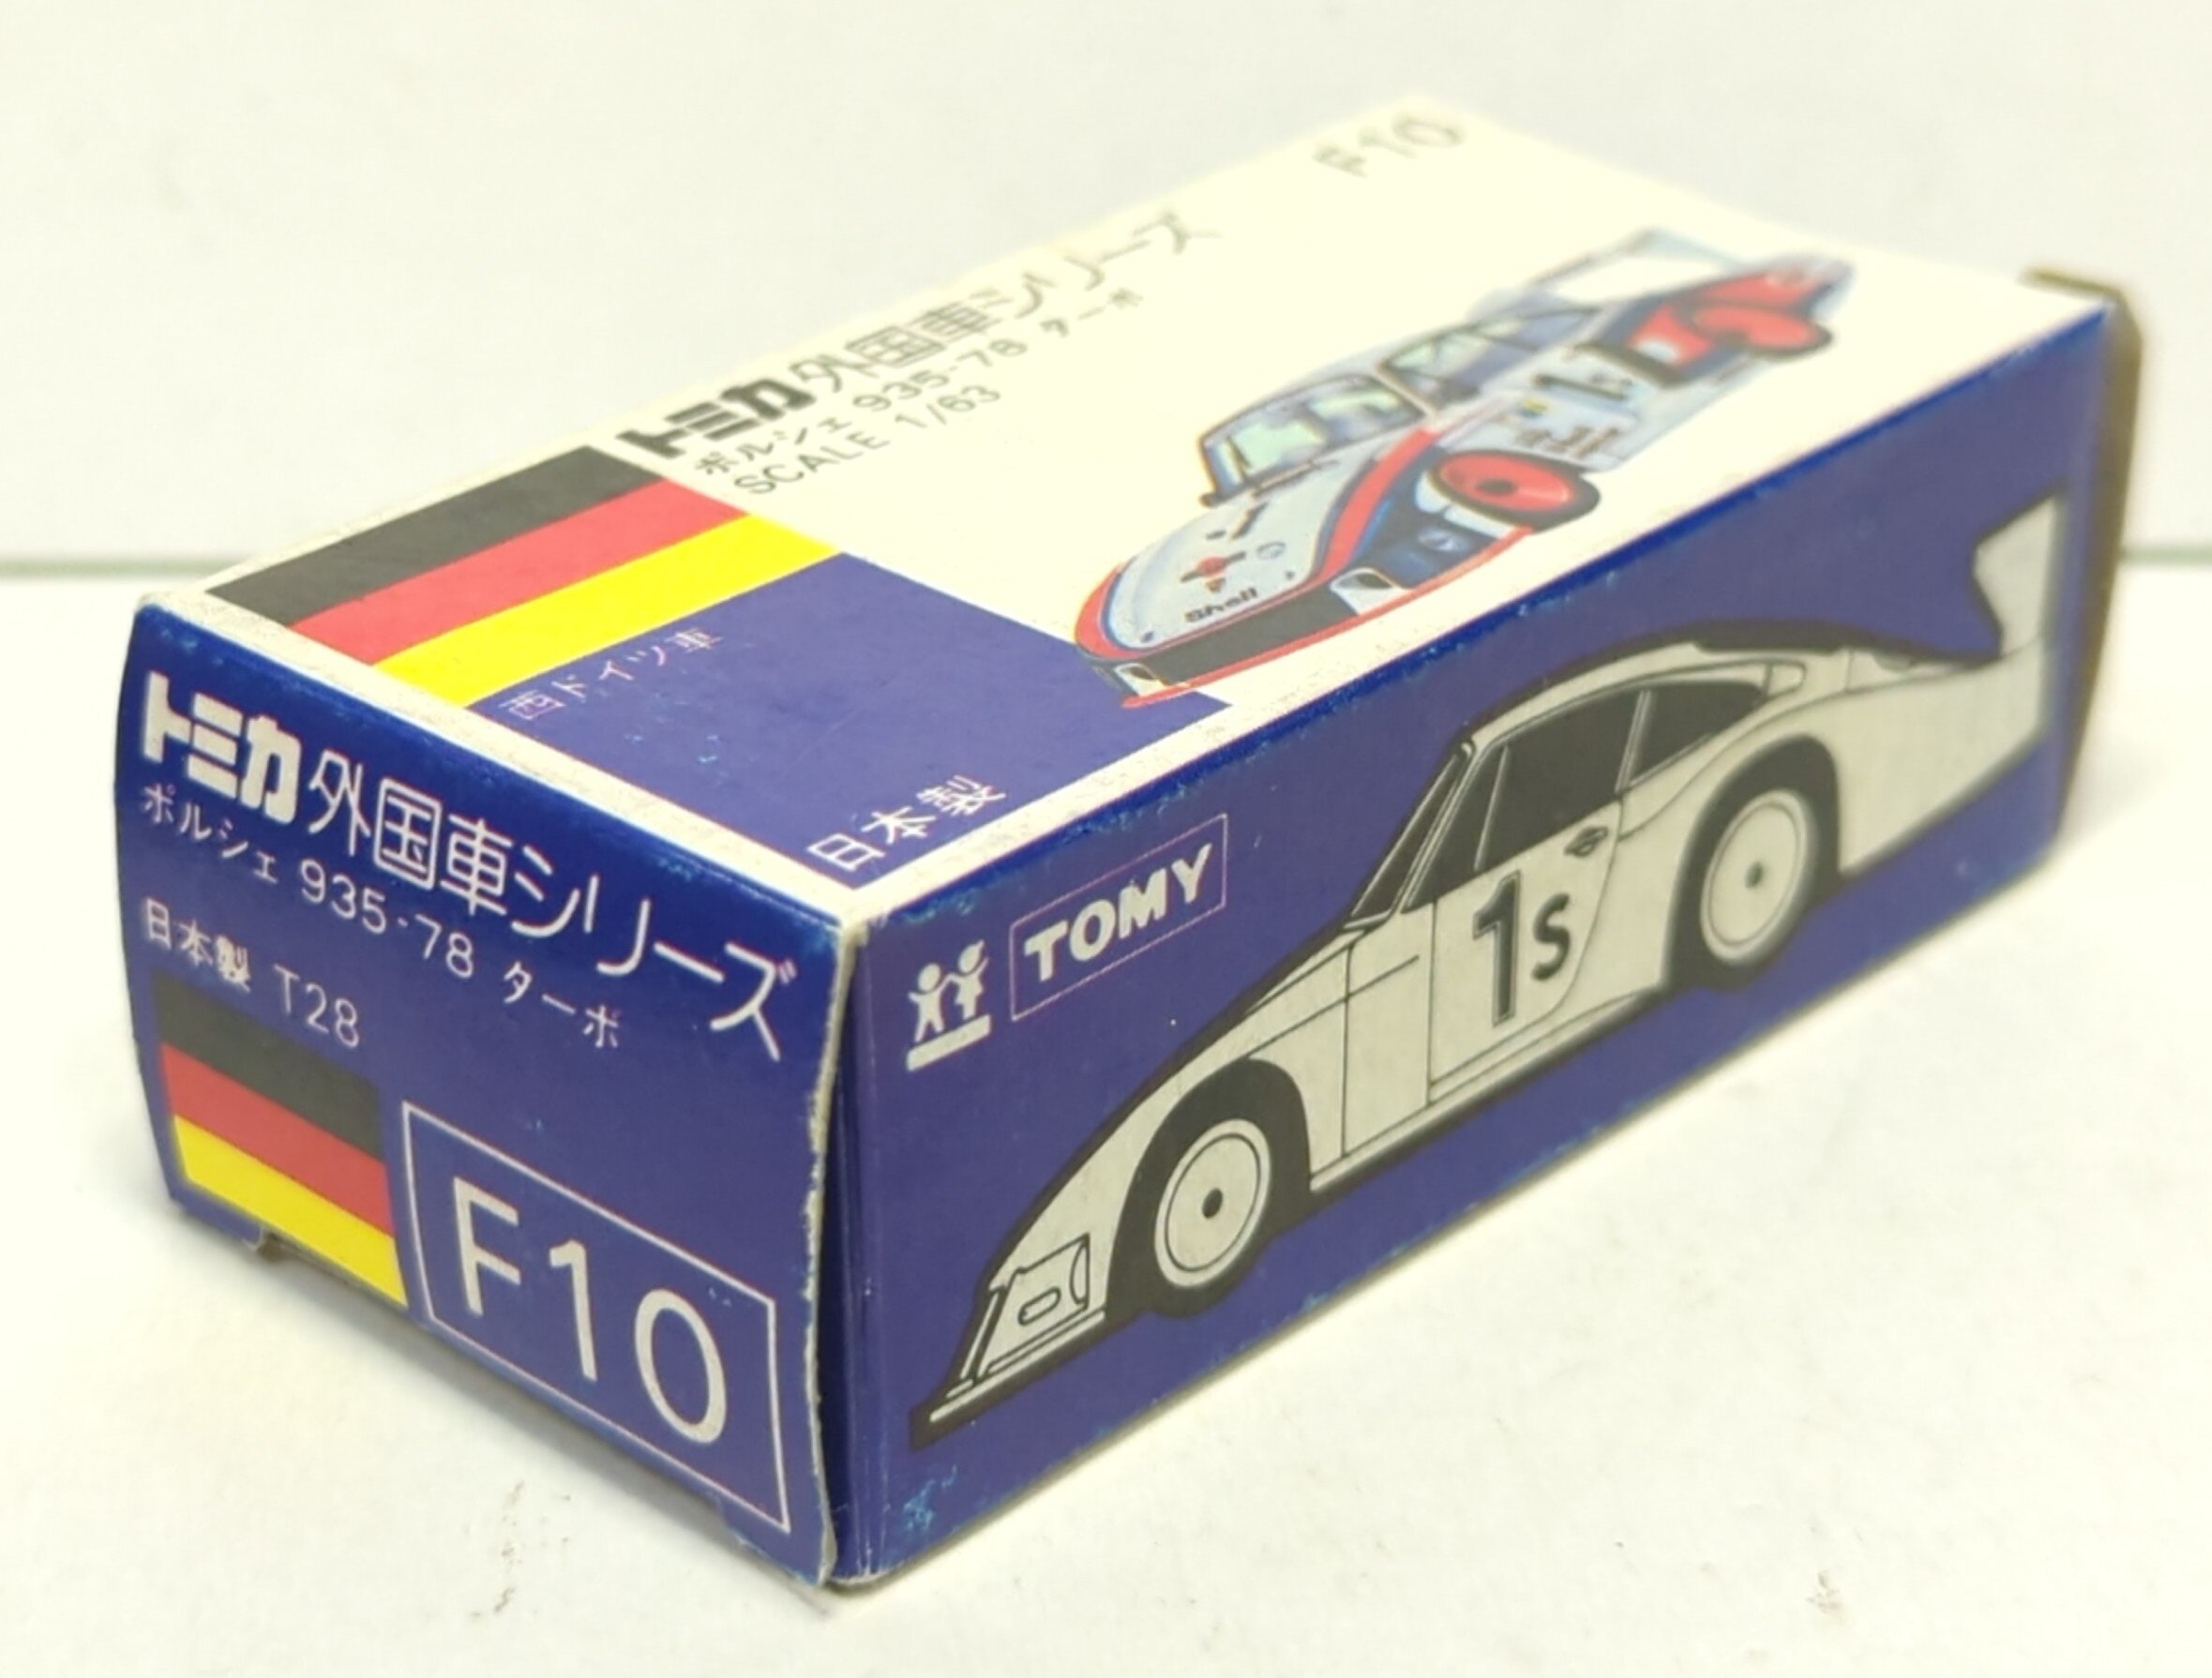 F10
トミカ外国車シリーズ
ポルシェ 935-78 ターボ
SCALE 1/63
1s
Shell
西ドイツ車
日本製
トミカ外国車シリーズ
ポルシェ 935-78 ターボ
日本製 T28
F10
TOMY
1s